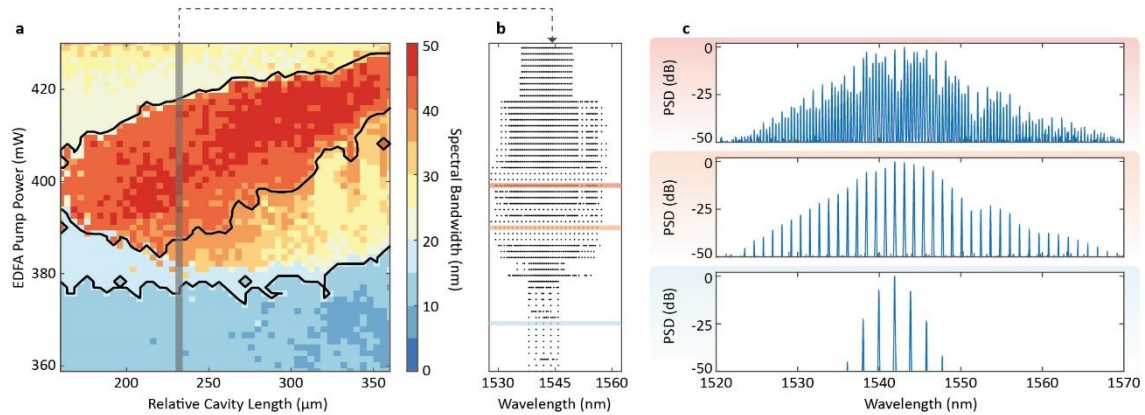 a
b
c
EDFA Pump Power (mW)
420
400
380
360
200
250
300
350
Relative Cavity Length (μm)
50
40
30
20
10
0
Spectral Bandwidth (nm)
1530
1545
1560
Wavelength (nm)
PSD (dB)
0
-25
-50
PSD (dB)
0
-25
-50
PSD (dB)
0
-25
-50
1520
1530
1540
1550
1560
1570
Wavelength (nm)